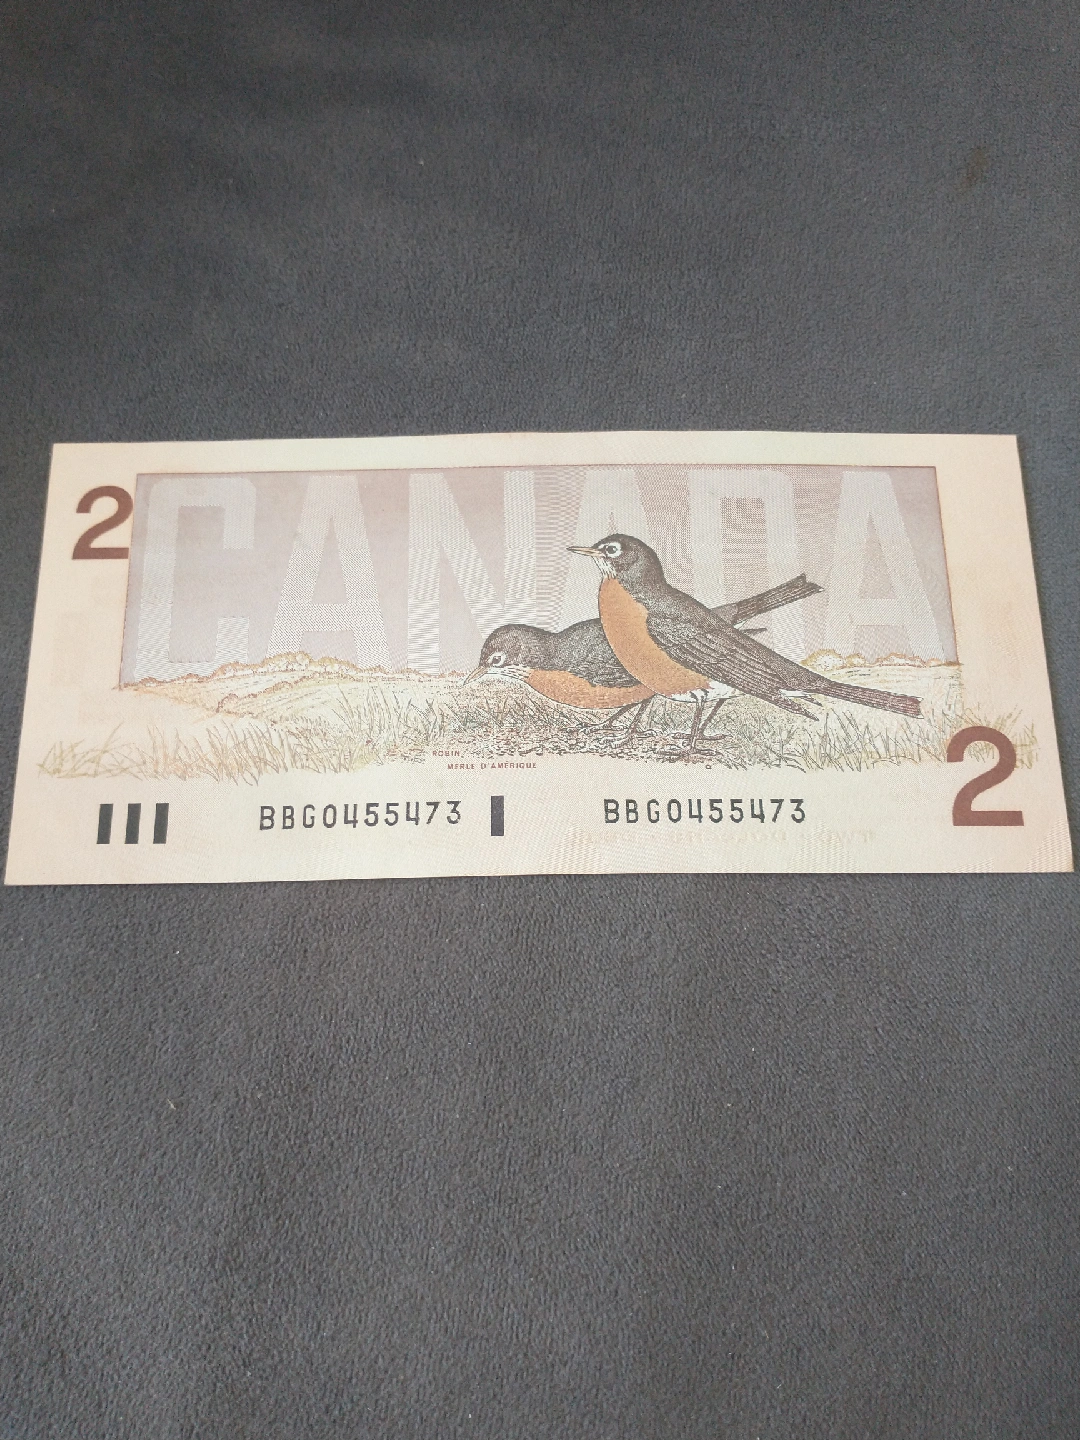 2
CANADA
ROBIN
MERLE D'AMÉRIQUE
BBG0455473 BBG0455473
2